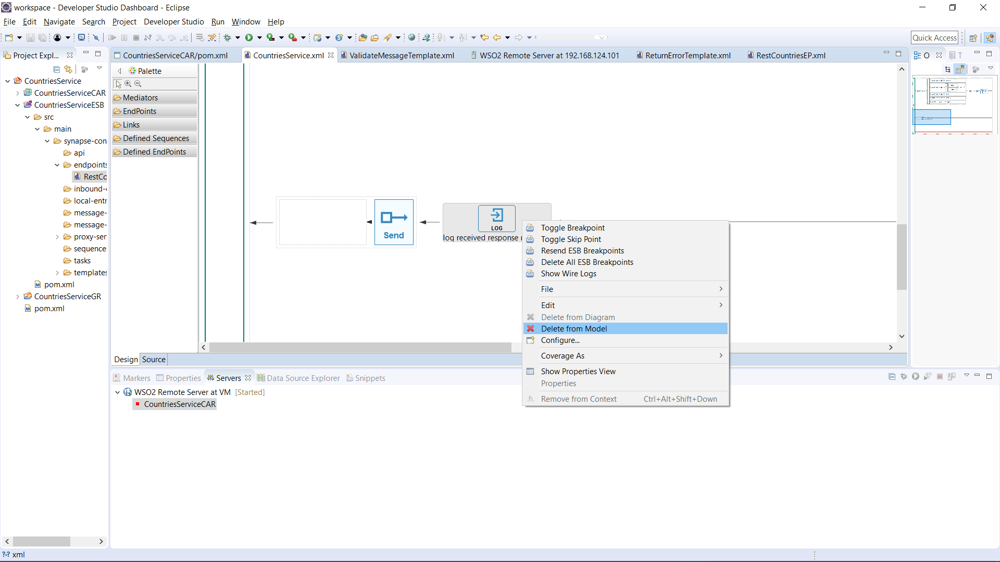 workspace - Developer Studio Dashboard - Eclipse
File Edit Navigate Search Project Developer Studio Run Window Help
Quick Access
Project Expl...
CountriesServiceCAR/pom.xml
CountriesService.xml
ValidateMessageTemplate.xml
WSO2 Remote Server at 192.168.124.101
ReturnErrorTemplate.xml
RestCountriesEP.xml
O
T
CountriesService
CountriesServiceCAR
CountriesServiceESB
src
main
synapse-con
api
endpoints
RestCo
inbound-
local-entr
message-
message-
proxy-ser
sequence
tasks
templates
pom.xml
CountriesServiceGR
pom.xml
Palette
Mediators
EndPoints
Links
Defined Sequences
Defined EndPoints
Send
LOG
log received response
Toggle Breakpoint
Toggle Skip Point
Resend ESB Breakpoints
Delete All ESB Breakpoints
Show Wire Logs
File
Edit
Delete from Diagram
Delete from Model
Configure...
Coverage As
Show Properties View
Properties
Remove from Context Ctrl+Alt+Shift+Down
Design Source
Markers Properties Servers Data Source Explorer Snippets
WSO2 Remote Server at VM [Started]
CountriesServiceCAR
xml